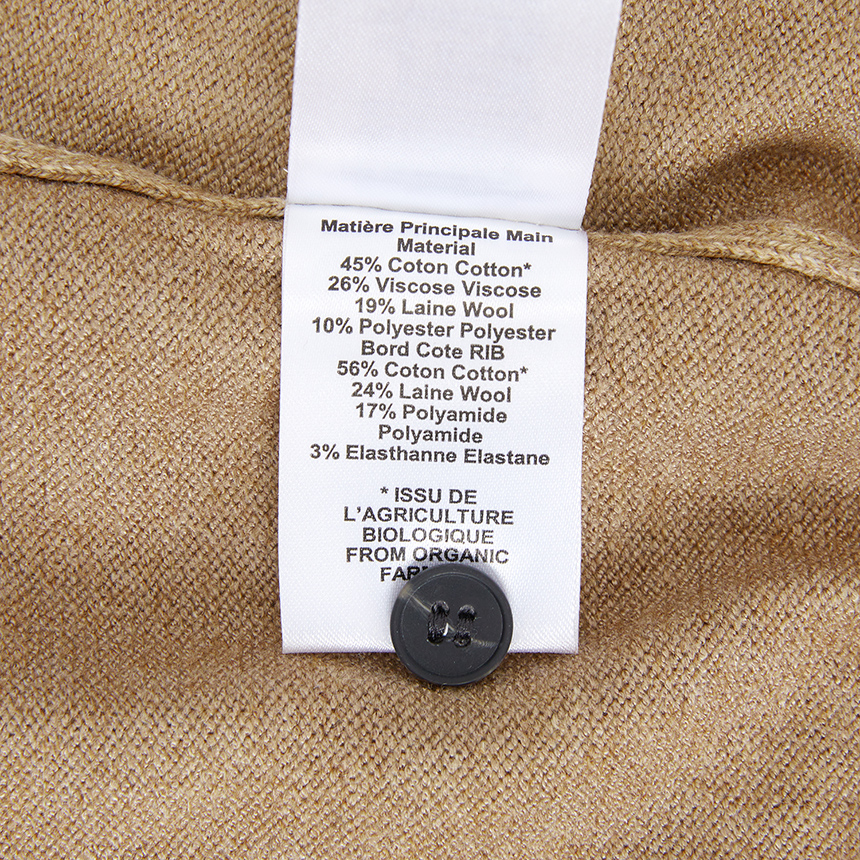 Matière Principale Main
Material
45% Coton Cotton*
26% Viscose Viscose
19% Laine Wool
10% Polyester Polyester
Bord Cote RIB
56% Coton Cotton*
24% Laine Wool
17% Polyamide
Polyamide
3% Elasthanne Elastane
* ISSU DE
L'AGRICULTURE
BIOLOGIQUE
FROM ORGANIC